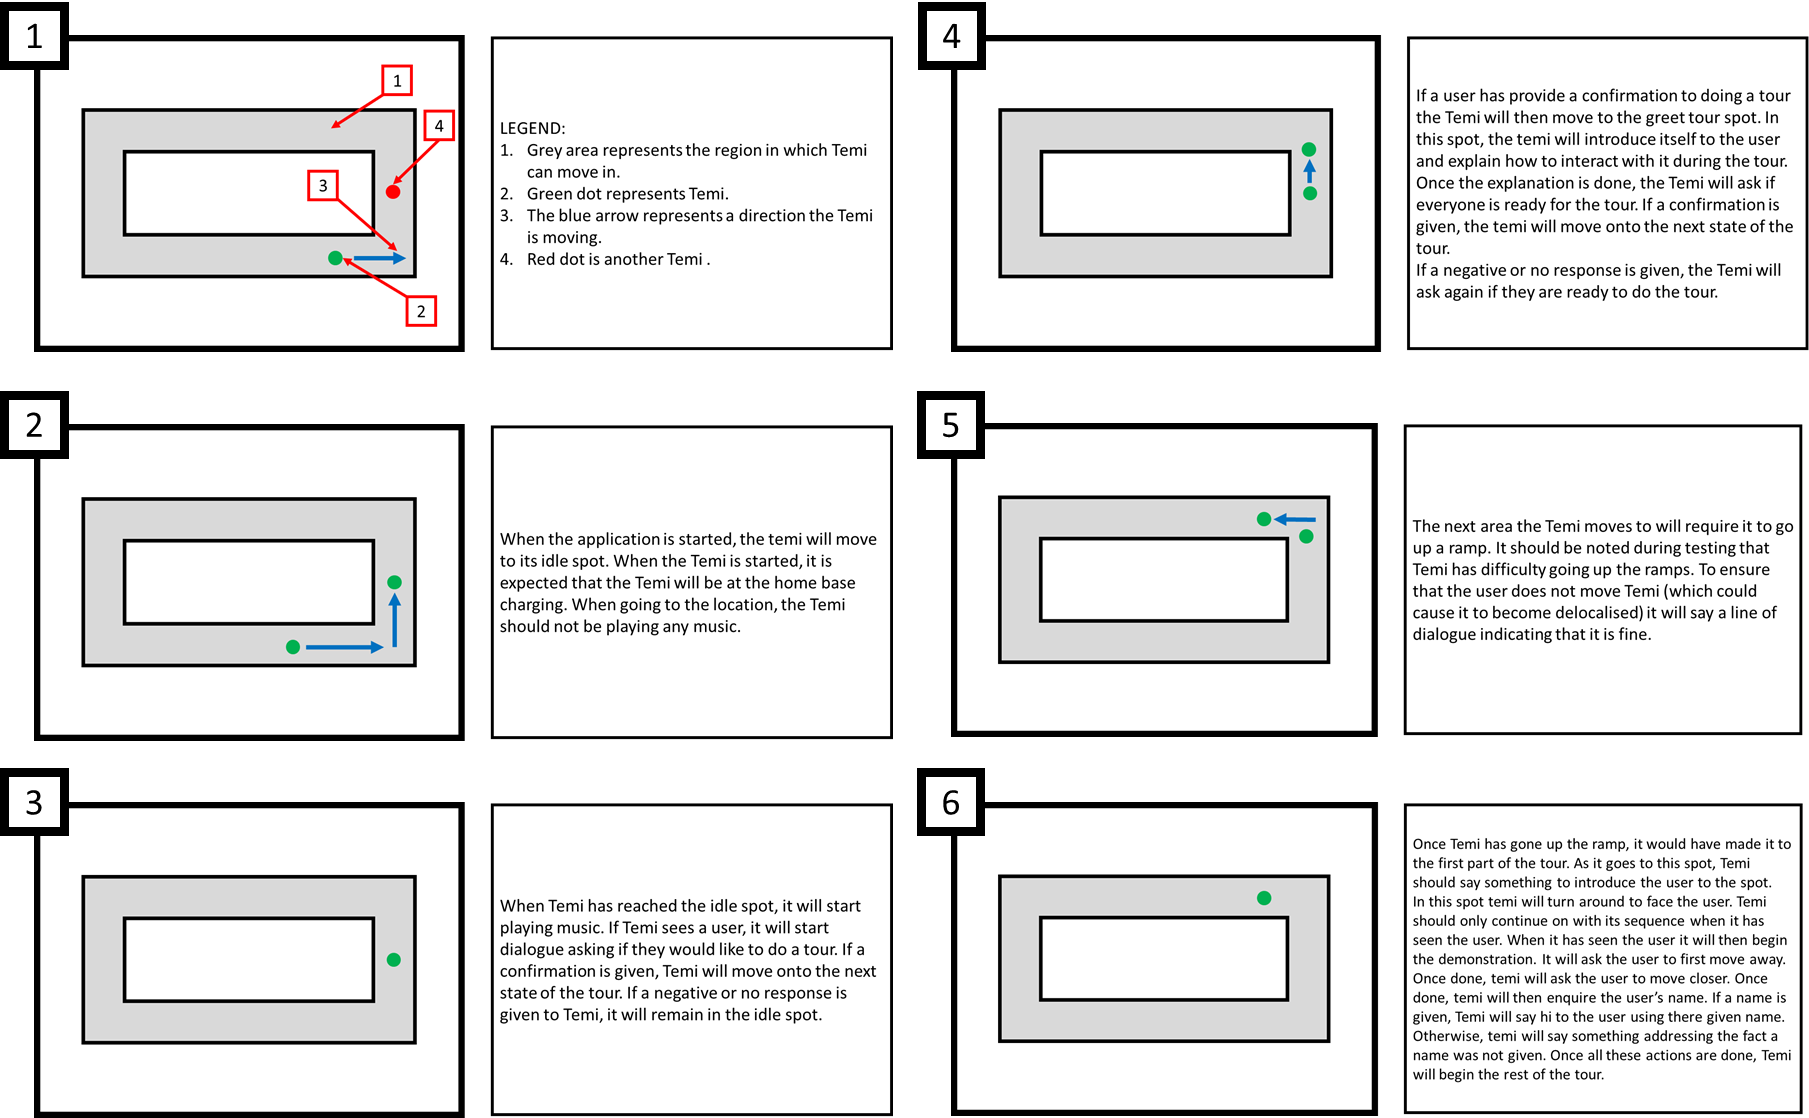 1
1
4
3
2
LEGEND:
1. Grey area represents the region in which Temi
can move in.
2. Green dot represents Temi.
3. The blue arrow represents a direction the Temi
is moving.
4. Red dot is another Temi .
2
When the application is started, the temi will move
to its idle spot. When the Temi is started, it is
expected that the Temi will be at the home base
charging. When going to the location, the Temi
should not be playing any music.
3
When Temi has reached the idle spot, it will start
playing music. If Temi sees a user, it will start
dialogue asking if they would like to do a tour. If a
confirmation is given, Temi will move onto the next
state of the tour. If a negative or no response is
given to Temi, it will remain in the idle spot.
4
If a user has provide a confirmation to doing a tour
the Temi will then move to the greet tour spot. In
this spot, the temi will introduce itself to the user
and explain how to interact with it during the tour.
Once the explanation is done, the Temi will ask if
everyone is ready for the tour. If a confirmation is
given, the temi will move onto the next state of the
tour.
If a negative or no response is given, the Temi will
ask again if they are ready to do the tour.
5
The next area the Temi moves to will require it to go
up a ramp. It should be noted during testing that
Temi has difficulty going up the ramps. To ensure
that the user does not move Temi (which could
cause it to become delocalised) it will say a line of
dialogue indicating that it is fine.
6
Once Temi has gone up the ramp, it would have made it to
the first part of the tour. As it goes to this spot, Temi
should say something to introduce the user to the spot.
In this spot temi will turn around to face the user. Temi
should only continue on with its sequence when it has
seen the user. When it has seen the user it will then begin
the demonstration. It will ask the user to first move away.
Once done, temi will ask the user to move closer. Once
done, temi will then enquire the user's name. If a name is
given, Temi will say hi to the user using there given name.
Otherwise, temi will say something addressing the fact a
name was not given. Once all these actions are done, Temi
will begin the rest of the tour.